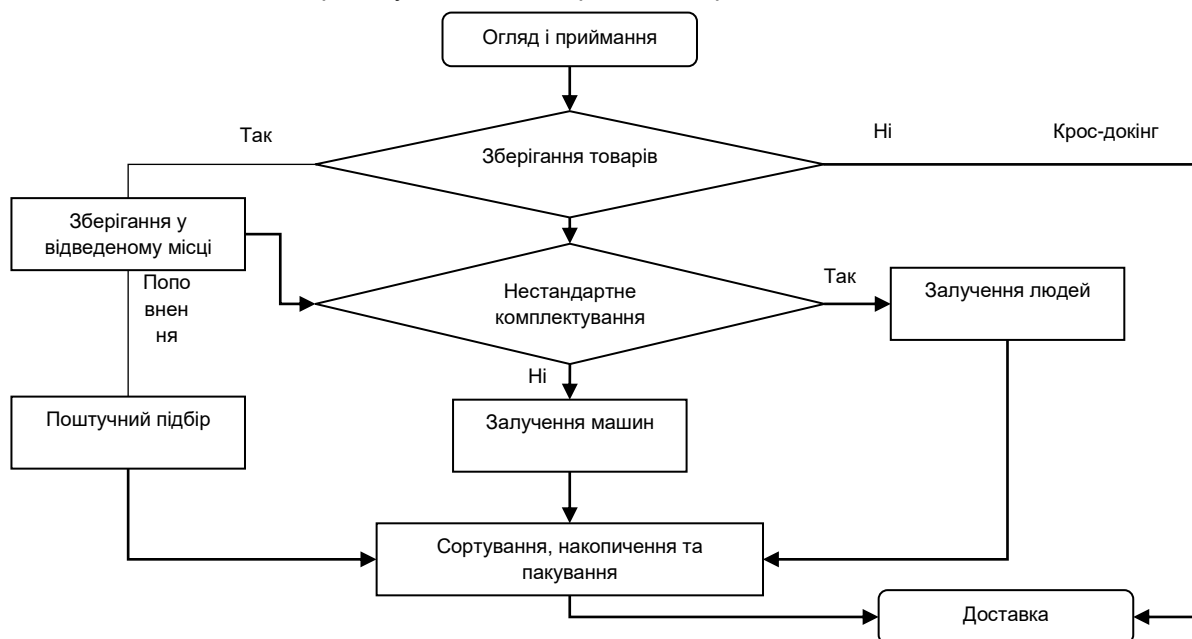 Огляд і приймання
Так
Ні
Крос-докінг
Зберігання товарів
Зберігання у
відведеному місці
Попо
внен
ня
Нестандартне
комплектування
Так
Залучення людей
Ні
Поштучний підбір
Залучення машин
Сортування, накопичення та
пакування
Доставка